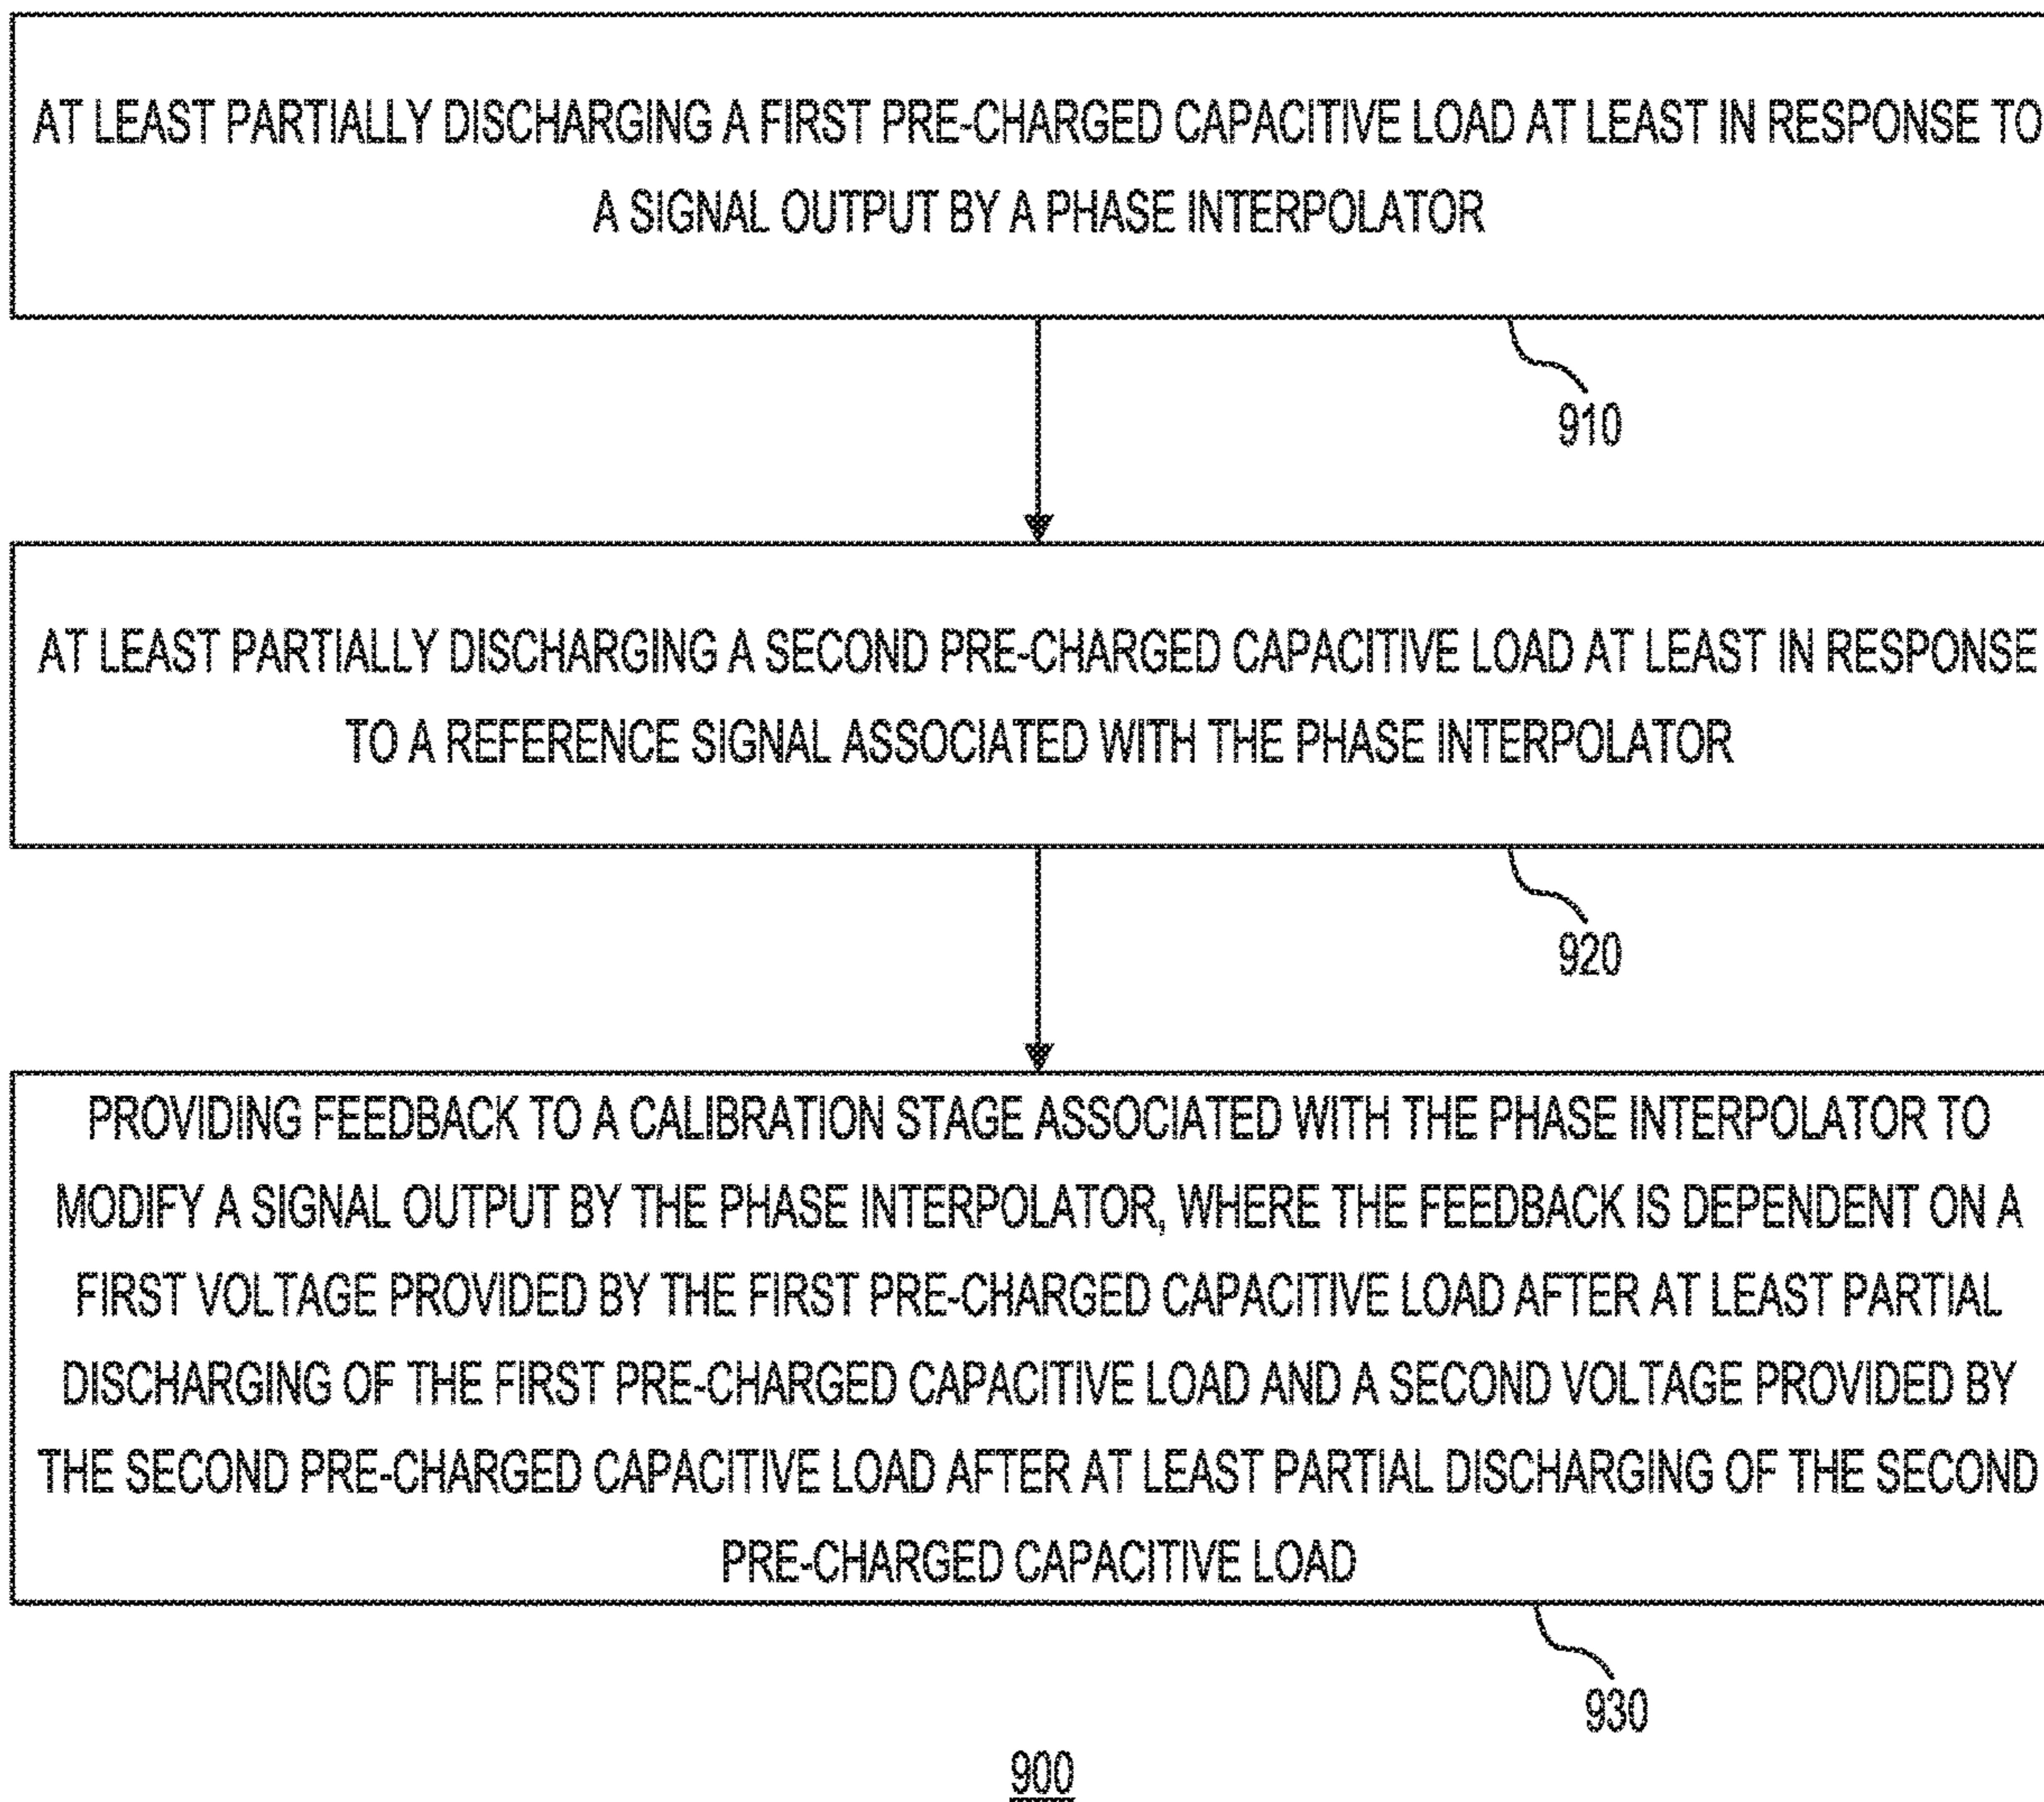 AT LEAST PARTIALLY DISCHARGING A FIRST PRE-CHARGED CAPACITIVE LOAD AT LEAST IN RESPONSE TO
A SIGNAL OUTPUT BY A PHASE INTERPOLATOR
910
AT LEAST PARTIALLY DISCHARGING A SECOND PRE-CHARGED CAPACITIVE LOAD AT LEAST IN RESPONSE
TO A REFERENCE SIGNAL ASSOCIATED WITH THE PHASE INTERPOLATOR
920
PROVIDING FEEDBACK TO A CALIBRATION STAGE ASSOCIATED WITH THE PHASE INTERPOLATOR TO
MODIFY A SIGNAL OUTPUT BY THE PHASE INTERPOLATOR, WHERE THE FEEDBACK IS DEPENDENT ON A
FIRST VOLTAGE PROVIDED BY THE FIRST PRE-CHARGED CAPACITIVE LOAD AFTER AT LEAST PARTIAL
DISCHARGING OF THE FIRST PRE-CHARGED CAPACITIVE LOAD AND A SECOND VOLTAGE PROVIDED BY
THE SECOND PRE-CHARGED CAPACITIVE LOAD AFTER AT LEAST PARTIAL DISCHARGING OF THE SECOND
PRE-CHARGED CAPACITIVE LOAD
930
900